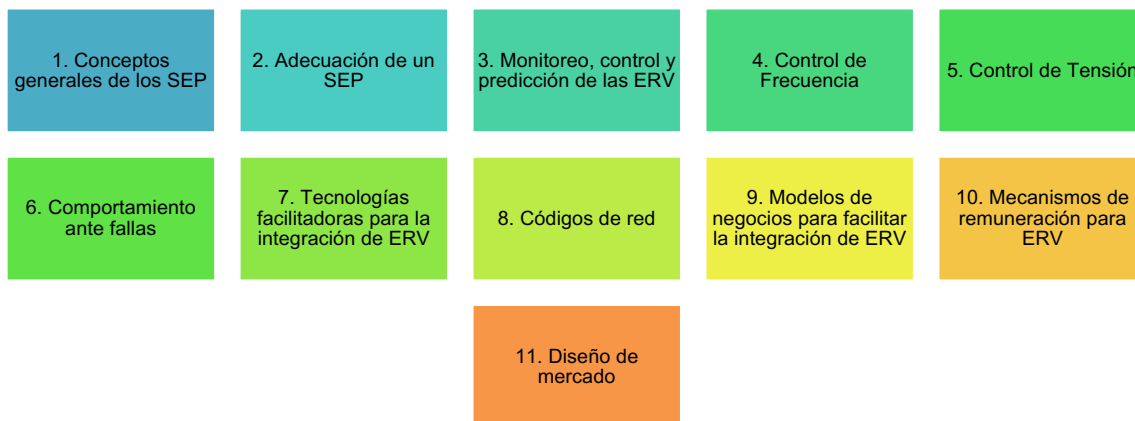 1. Conceptos
generales de los SEP
2. Adecuación de un
SEP
3. Monitoreo, control y
predicción de las ERV
4. Control de
Frecuencia
5. Control de Tensión
6. Comportamiento
ante fallas
7. Tecnologías
facilitadoras para la
integración de ERV
8. Códigos de red
9. Modelos de
negocios para facilitar
la integración de ERV
10. Mecanismos de
remuneración para
ERV
11. Diseño de
mercado